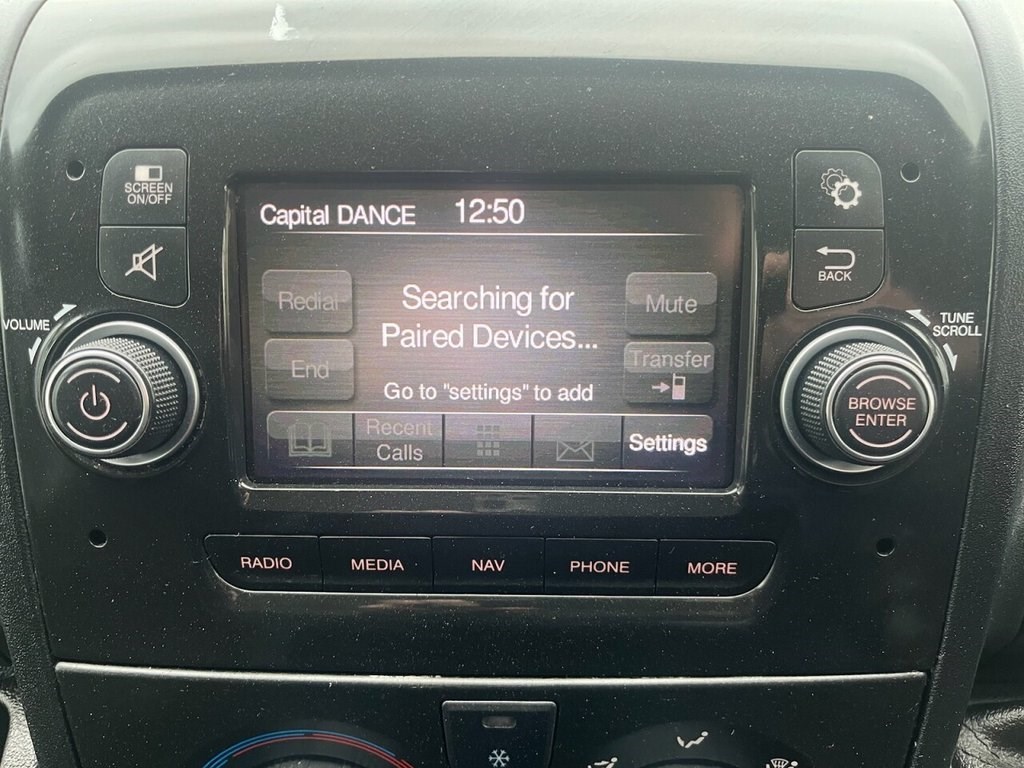 SCREEN
ON/OFF
Capital DANCE 12:50
Redial
Searching for
Paired Devices...
Mute
BACK
VOLUME
TUNE
SCROLL
End
Transfer
Go to "settings" to add
BROWSE
ENTER
Recent
Calls
Settings
RADIO MEDIA NAV PHONE MORE